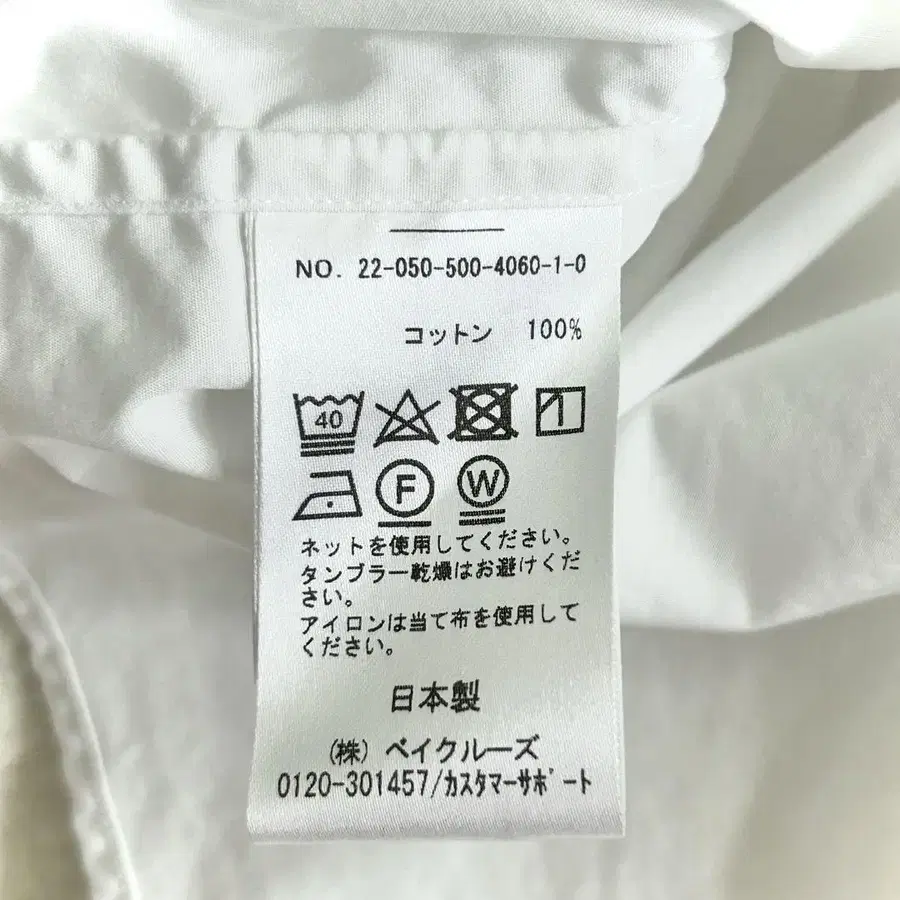 NO. 22-050-500-4060-1-0
コットン 100%
40
F W
ネットを使用してください。
タンブラー乾燥はお避けくだ
さい。
アイロンは当て布を使用して
ください。
日本製
(株) ベイクルーズ
0120-301457/カスタマーサポート